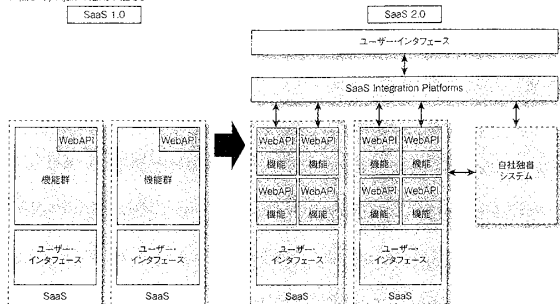 SaaS 1.0
SaaS 2.0
ユーザー・インタフェース
SaaS Integration Platforms
WebAPI
機能群
ユーザー・
インタフェース
SaaS
WebAPI
機能群
ユーザー・
インタフェース
SaaS
WebAPI
WebAPI
機能
機能
WebAPI
WebAPI
機能
機能
ユーザー・
インタフェース
SaaS
WebAPI
WebAPI
機能
機能
WebAPI
WebAPI
機能
機能
ユーザー・
インタフェース
SaaS
自社独自
システム